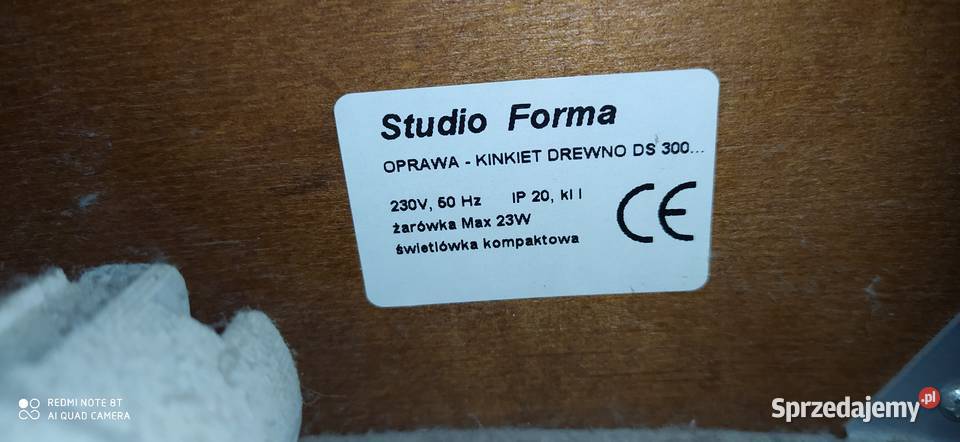 Studio Forma
OPRAWA - KINKIET DREWNO DS 300...
230V, 50 Hz IP 20, kl I
żarówka Max 23W
świetlówka kompaktowa
CE
REDMI NOTE 8T
AI QUAD CAMERA
Sprzedajemy.pl